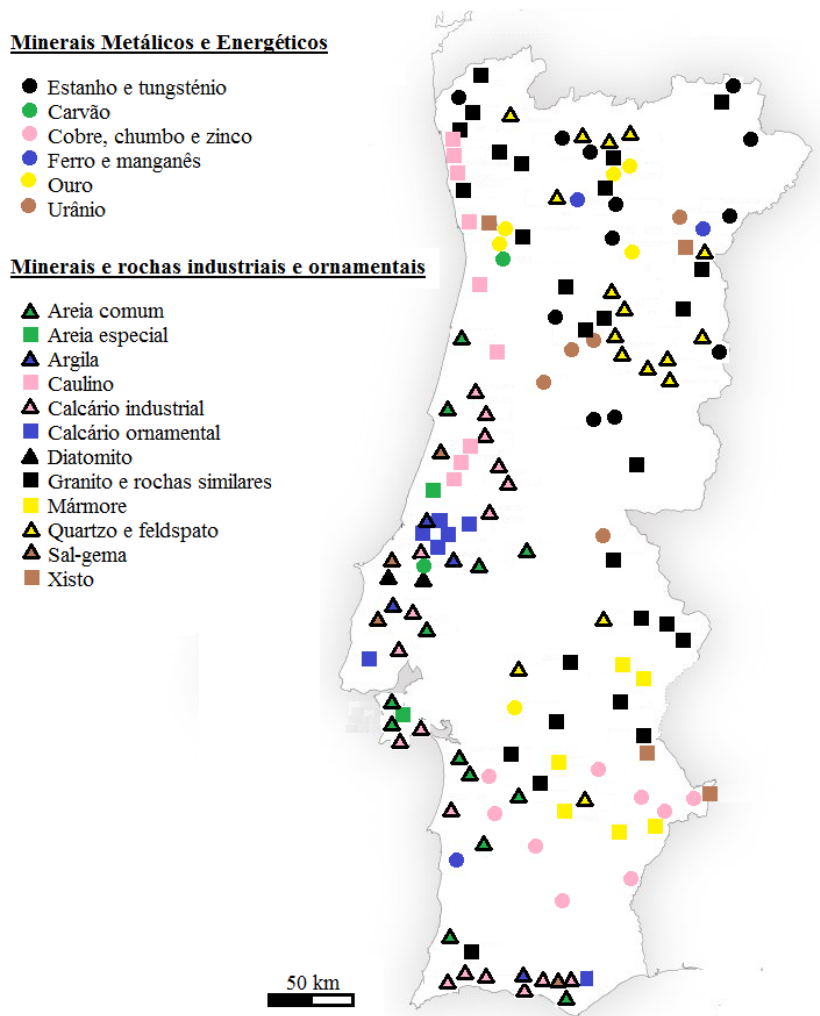 Minerais Metálicos e Energéticos
Estanho e tungsténio
Carvão
Cobre, chumbo e zinco
Ferro e manganês
Ouro
Urânio
Minerais e rochas industriais e ornamentais
Areia comum
Areia especial
Argila
Caulino
Calcário industrial
Calcário ornamental
Diatomito
Granito e rochas similares
Mármore
Quartzo e feldspato
Sal-gema
Xisto
50 km